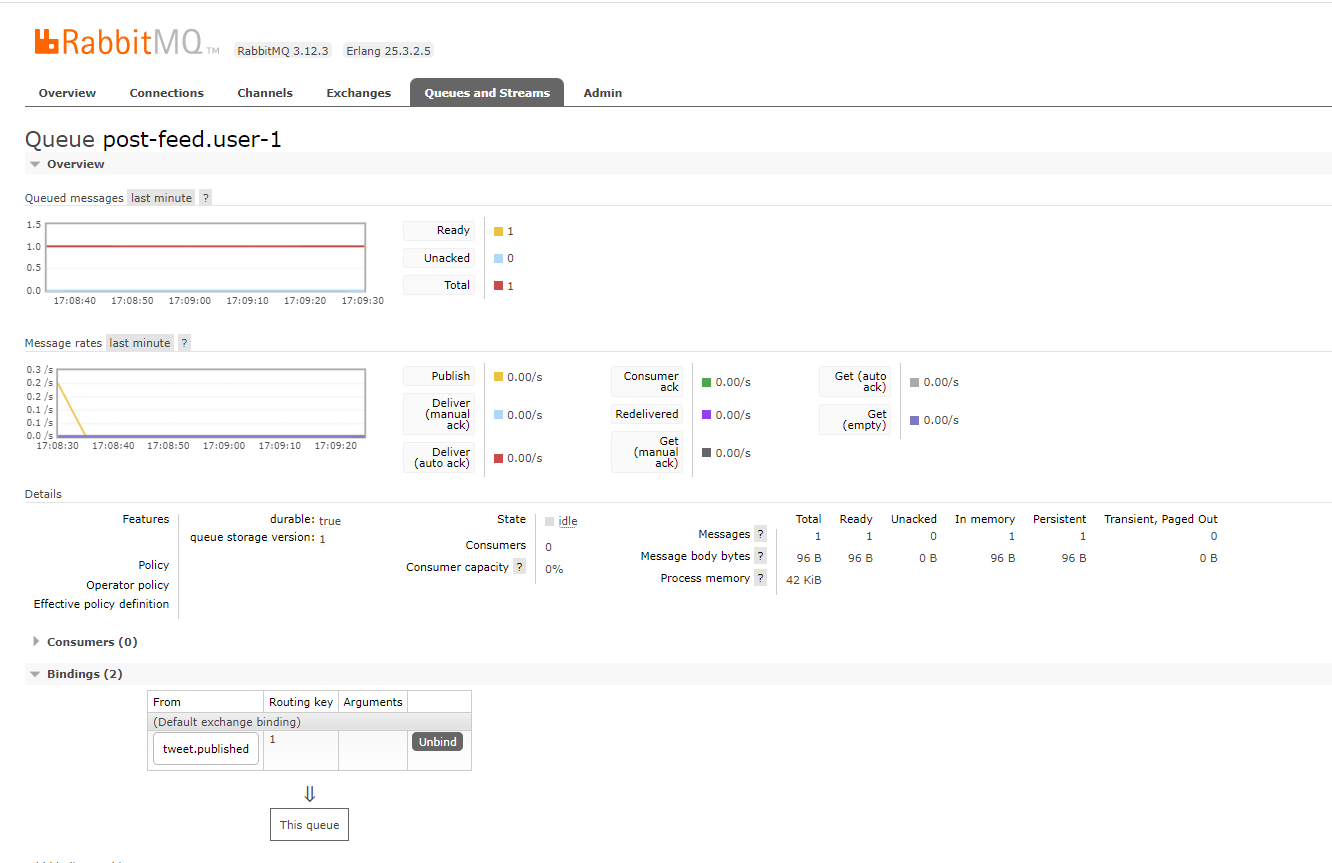 RabbitMQ TM RabbitMQ 3.12.3 Erlang 25.3.2.5
Overview Connections Channels Exchanges Queues and Streams Admin
Queue post-feed.user-1
Overview
Queued messages last minute ?
1.5
1.0
0.5
0.0
17:08:40 17:08:50 17:09:00 17:09:10 17:09:20 17:09:30
Ready 1
Unacked 0
Total 1
Message rates last minute ?
0.3 /s
0.2 /s
0.2 /s
0.1 /s
0.1 /s
0.0 /s
17:08:30 17:08:40 17:08:50 17:09:00 17:09:10 17:09:20
Publish 0.00/s
Deliver
(manual 0.00/s
ack)
Deliver
(auto ack) 0.00/s
Consumer
ack 0.00/s
Redelivered 0.00/s
Get
(manual 0.00/s
ack)
Get (auto
ack) 0.00/s
Get
(empty) 0.00/s
Details
Features durable: true
queue storage version: 1
Policy
Operator policy
Effective policy definition
State idle
Consumers 0
Consumer capacity ? 0%
Total Ready Unacked In memory Persistent Transient, Paged Out
Messages ? 1 1 0 1 1 0
Message body bytes ? 96 B 96 B 0 B 96 B 96 B 0 B
Process memory ? 42 KiB
Consumers (0)
Bindings (2)
From Routing key Arguments
(Default exchange binding)
tweet.published 1 Unbind
⇓
This queue